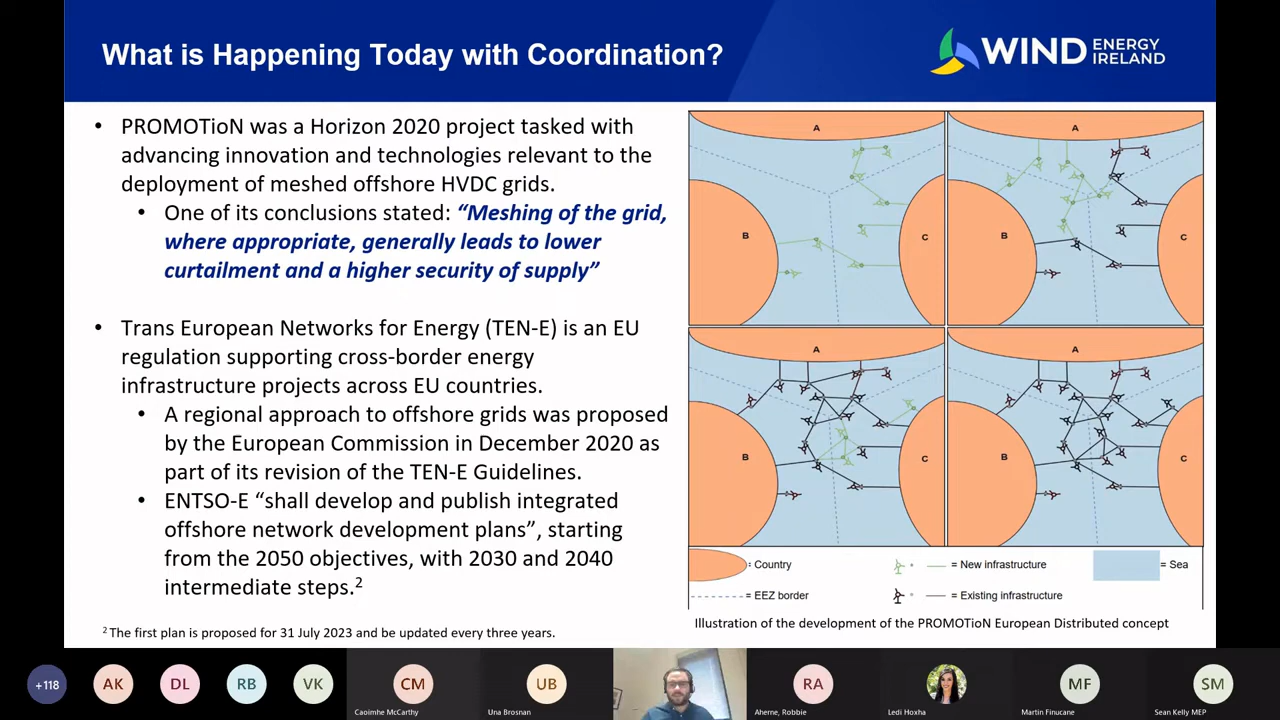 What is Happening Today with Coordination?
WIND ENERGY IRELAND
• PROMOTioN was a Horizon 2020 project tasked with
advancing innovation and technologies relevant to the
deployment of meshed offshore HVDC grids.
• One of its conclusions stated: “Meshing of the grid,
where appropriate, generally leads to lower
curtailment and a higher security of supply”
• Trans European Networks for Energy (TEN-E) is an EU
regulation supporting cross-border energy
infrastructure projects across EU countries.
• A regional approach to offshore grids was proposed
by the European Commission in December 2020 as
part of its revision of the TEN-E Guidelines.
• ENTSO-E “shall develop and publish integrated
offshore network development plans”, starting
from the 2050 objectives, with 2030 and 2040
intermediate steps.²
² The first plan is proposed for 31 July 2023 and be updated every three years.
A
B
C
A
B
C
A
B
C
A
B
C
= Country
= New infrastructure
= Sea
= EEZ border
= Existing infrastructure
Illustration of the development of the PROMOTioN European Distributed concept
+118
AK
DL
RB
VK
CM
Caoimhe McCarthy
UB
Una Brosnan
RA
Aherne, Robbie
Ledi Hoxha
MF
Martin Finucane
SM
Sean Kelly MEP